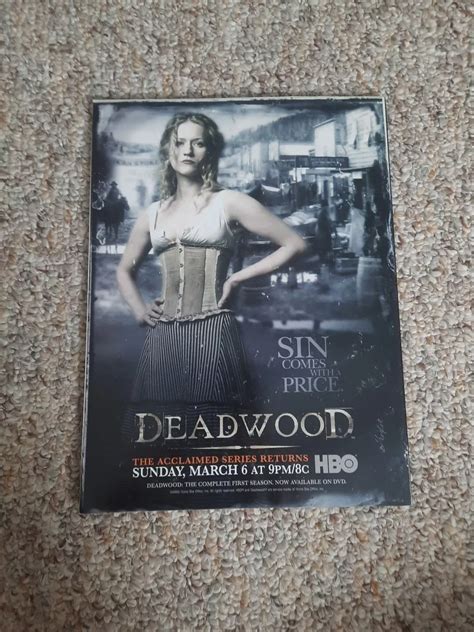 SIN
COMES
WITH A
PRICE.
DEADWOOD
THE ACCLAIMED SERIES RETURNS
SUNDAY, MARCH 6 AT 9PM/8C HBO
DEADWOOD: THE COMPLETE FIRST SEASON. NOW AVAILABLE ON DVD.